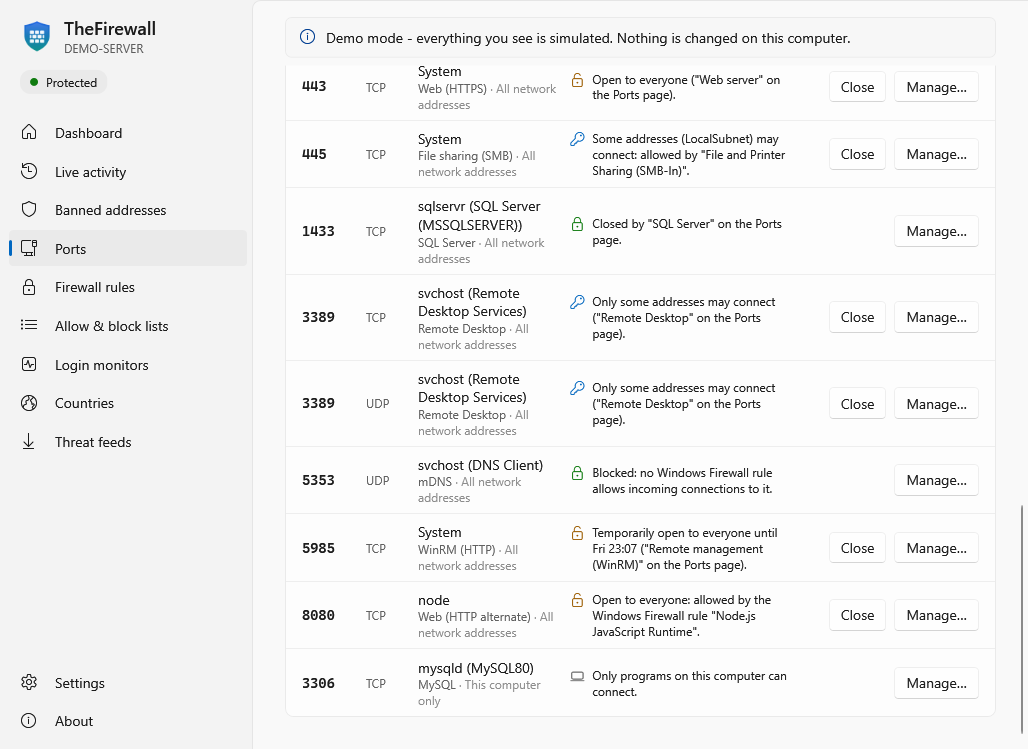 TheFirewall
DEMO-SERVER
Protected
Dashboard
Live activity
Banned addresses
Ports
Firewall rules
Allow & block lists
Login monitors
Countries
Threat feeds
Settings
About
Demo mode - everything you see is simulated. Nothing is changed on this computer.
443
TCP
System
Web (HTTPS) · All network
addresses
Open to everyone ("Web server" on
the Ports page).
Close
Manage...
445
TCP
System
File sharing (SMB) · All
network addresses
Some addresses (LocalSubnet) may
connect: allowed by "File and Printer
Sharing (SMB-In)".
Close
Manage...
1433
TCP
sqlservr (SQL Server
(MSSQLSERVER))
SQL Server · All network
addresses
Closed by "SQL Server" on the Ports
page.
Manage...
3389
TCP
svchost (Remote
Desktop Services)
Remote Desktop · All
network addresses
Only some addresses may connect
("Remote Desktop" on the Ports
page).
Close
Manage...
3389
UDP
svchost (Remote
Desktop Services)
Remote Desktop · All
network addresses
Only some addresses may connect
("Remote Desktop" on the Ports
page).
Close
Manage...
5353
UDP
svchost (DNS Client)
mDNS · All network
addresses
Blocked: no Windows Firewall rule
allows incoming connections to it.
Manage...
5985
TCP
System
WinRM (HTTP) · All
network addresses
Temporarily open to everyone until
Fri 23:07 ("Remote management
(WinRM)" on the Ports page).
Close
Manage...
8080
TCP
node
Web (HTTP alternate) · All
network addresses
Open to everyone: allowed by the
Windows Firewall rule "Node.js
JavaScript Runtime".
Close
Manage...
3306
TCP
mysqld (MySQL80)
MySQL · This computer
only
Only programs on this computer can
connect.
Manage...